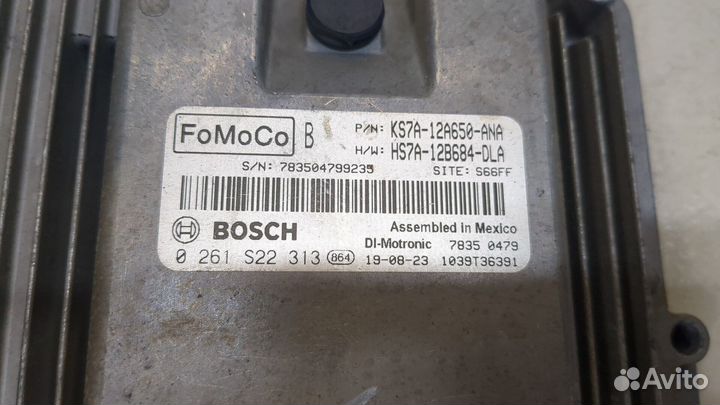 FoMoCo B P/N: KS7A-12A650-ANA
H/W: HS7A-12B684-DLA
S/N: 783504799235 SITE: S66FF
BOSCH Assembled in Mexico
DI-Motronic 7835 0479
0 261 S22 313 864 19-08-23 1039T36391
Avito